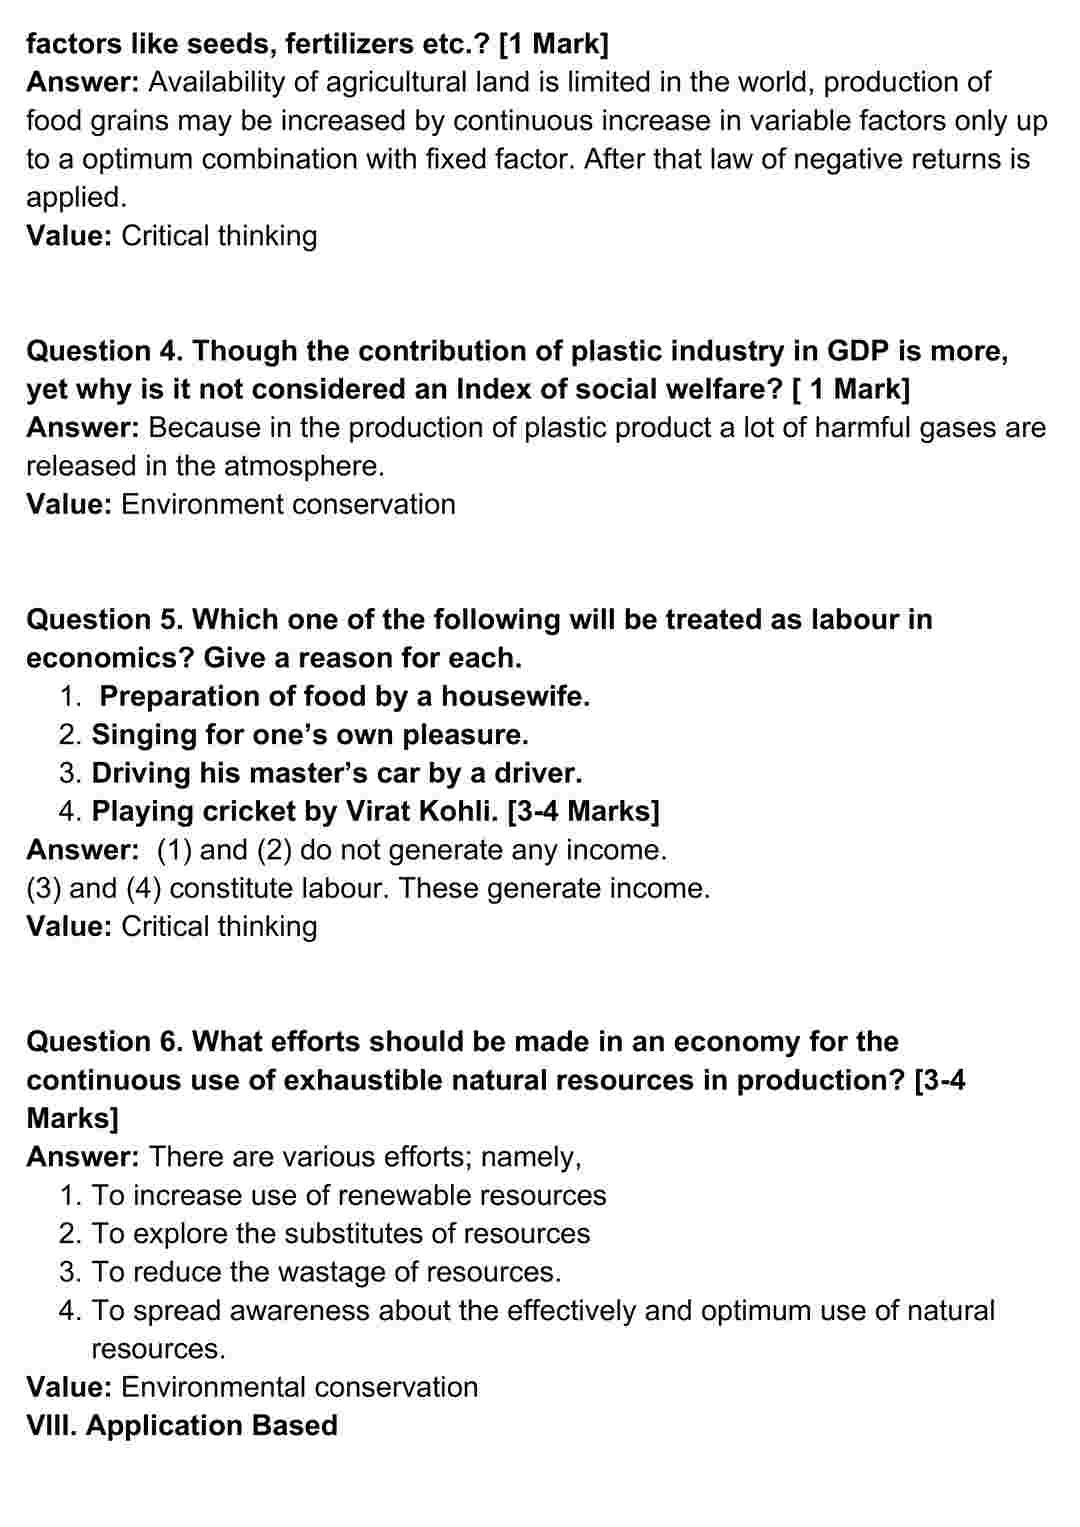 factors like seeds, fertilizers etc.? [1 Mark]
Answer: Availability of agricultural land is limited in the world, production of
food grains may be increased by continuous increase in variable factors only up
to a optimum combination with fixed factor. After that law of negative returns is
applied.
Value: Critical thinking
Question 4. Though the contribution of plastic industry in GDP is more,
yet why is it not considered an Index of social welfare? [ 1 Mark]
Answer: Because in the production of plastic product a lot of harmful gases are
released in the atmosphere.
Value: Environment conservation
Question 5. Which one of the following will be treated as labour in
economics? Give a reason for each.
1. Preparation of food by a housewife.
2. Singing for one’s own pleasure.
3. Driving his master’s car by a driver.
4. Playing cricket by Virat Kohli. [3-4 Marks]
Answer: (1) and (2) do not generate any income.
(3) and (4) constitute labour. These generate income.
Value: Critical thinking
Question 6. What efforts should be made in an economy for the
continuous use of exhaustible natural resources in production? [3-4
Marks]
Answer: There are various efforts; namely,
1. To increase use of renewable resources
2. To explore the substitutes of resources
3. To reduce the wastage of resources.
4. To spread awareness about the effectively and optimum use of natural
resources.
Value: Environmental conservation
VIII. Application Based